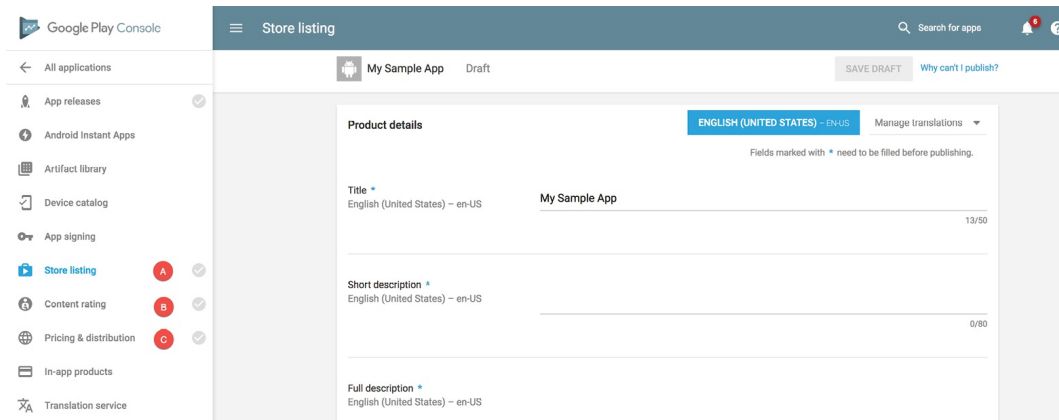 Google Play Console
Store listing
Search for apps
6
All applications
My Sample App
Draft
SAVE DRAFT
Why can't I publish?
App releases
Android Instant Apps
Artifact library
Device catalog
App signing
Store listing
A
Content rating
B
Pricing & distribution
C
In-app products
Translation service
Product details
ENGLISH (UNITED STATES) – EN-US
Manage translations
Fields marked with * need to be filled before publishing.
Title *
English (United States) – en-US
My Sample App
13/50
Short description *
English (United States) – en-US
0/80
Full description *
English (United States) – en-US